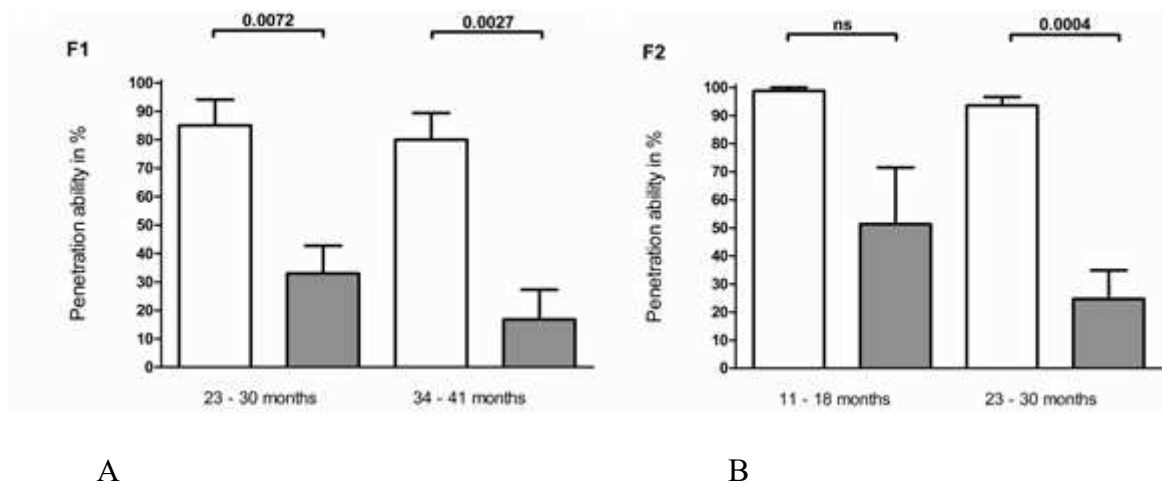 0.0072 0.0027
F1
Penetration ability in %
100
90
80
70
60
50
40
30
20
10
0
23 - 30 months 34 - 41 months
A
ns 0.0004
F2
Penetration ability in %
100
90
80
70
60
50
40
30
20
10
0
11 - 18 months 23 - 30 months
B